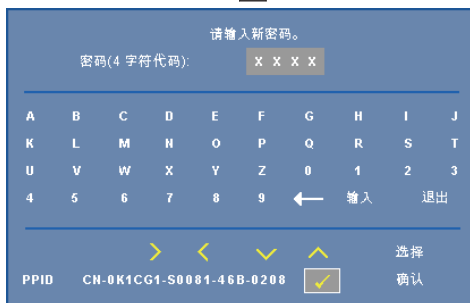 请输入新密码。
密码(4 字符代码): X X X X
A B C D E F G H I J
K L M N O P Q R S T
U V W X Y Z 0 1 2 3
4 5 6 7 8 9 ← 输入 退出
选择
PPID CN-0K1CG1-S0081-46B-0208 ✓ 确认